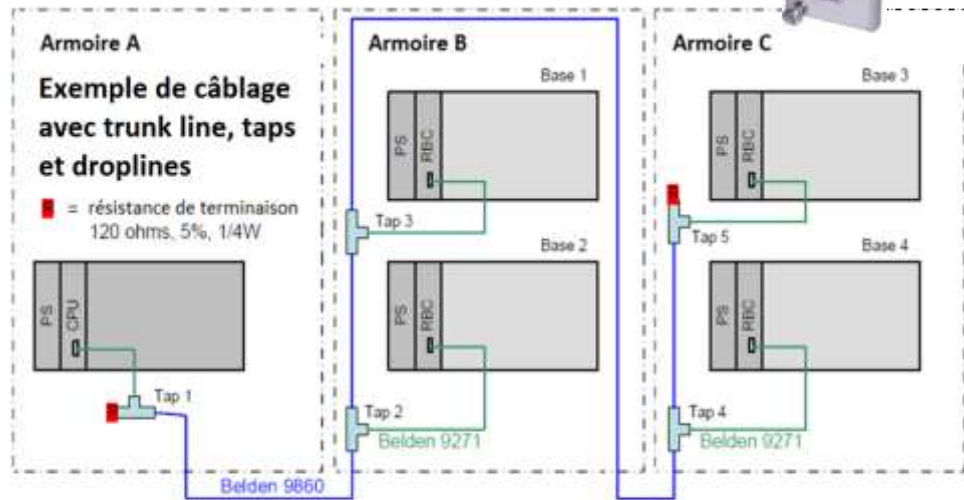 Armoire A
Exemple de câblage
avec trunk line, taps
et droplines
= résistance de terminaison
120 ohms, 5%, 1/4W
PS
CPU
Tap 1
Belden 9860
Armoire B
Base 1
PS
RBC
Tap 3
Base 2
PS
RBC
Tap 2
Belden 9271
Armoire C
Base 3
PS
RBC
Tap 5
Base 4
PS
RBC
Tap 4
Belden 9271